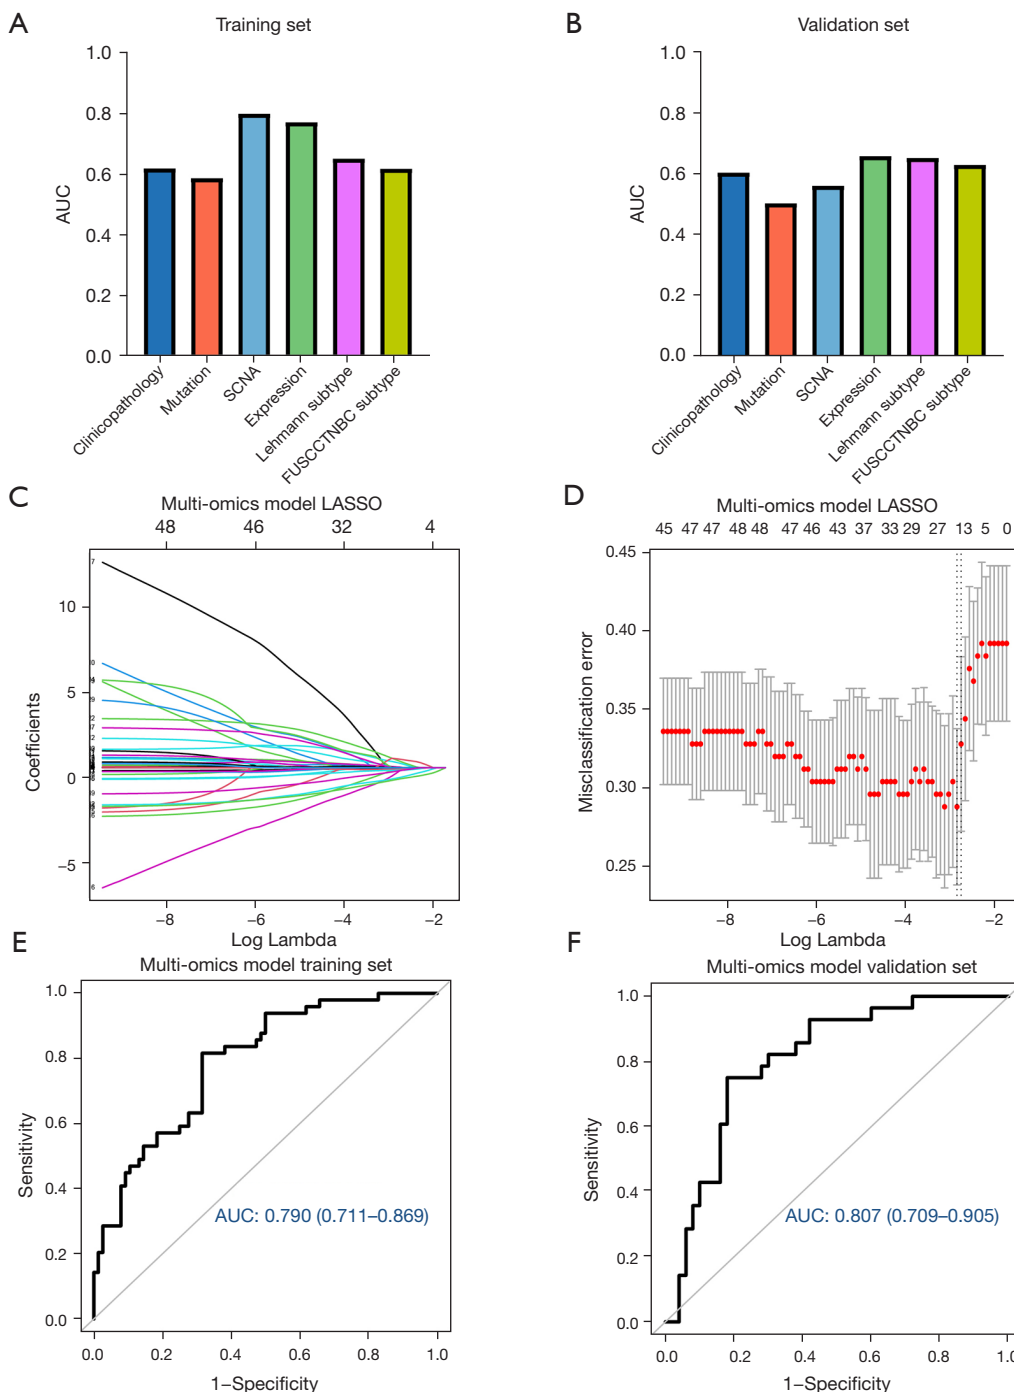 A
Training set
1.0
0.8
0.6
0.4
0.2
0.0
AUC
Clinicopathology
Mutation
SCNA
Expression
Lehmann subtype
FUSCCTNBC subtype
B
Validation set
1.0
0.8
0.6
0.4
0.2
0.0
AUC
Clinicopathology
Mutation
SCNA
Expression
Lehmann subtype
FUSCCTNBC subtype
C
Multi-omics model LASSO
48 46 32 4
10
5
0
−5
Coefficients
−8 −6 −4 −2
Log Lambda
D
Multi-omics model LASSO
45 47 47 48 48 47 46 43 37 33 29 27 13 5 0
0.45
0.40
0.35
0.30
0.25
Misclassification error
−8 −6 −4 −2
Log Lambda
E
Multi-omics model training set
1.0
0.8
0.6
0.4
0.2
0.0
Sensitivity
AUC: 0.790 (0.711–0.869)
0.0 0.2 0.4 0.6 0.8 1.0
1−Specificity
F
Multi-omics model validation set
1.0
0.8
0.6
0.4
0.2
0.0
Sensitivity
AUC: 0.807 (0.709–0.905)
0.0 0.2 0.4 0.6 0.8 1.0
1−Specificity